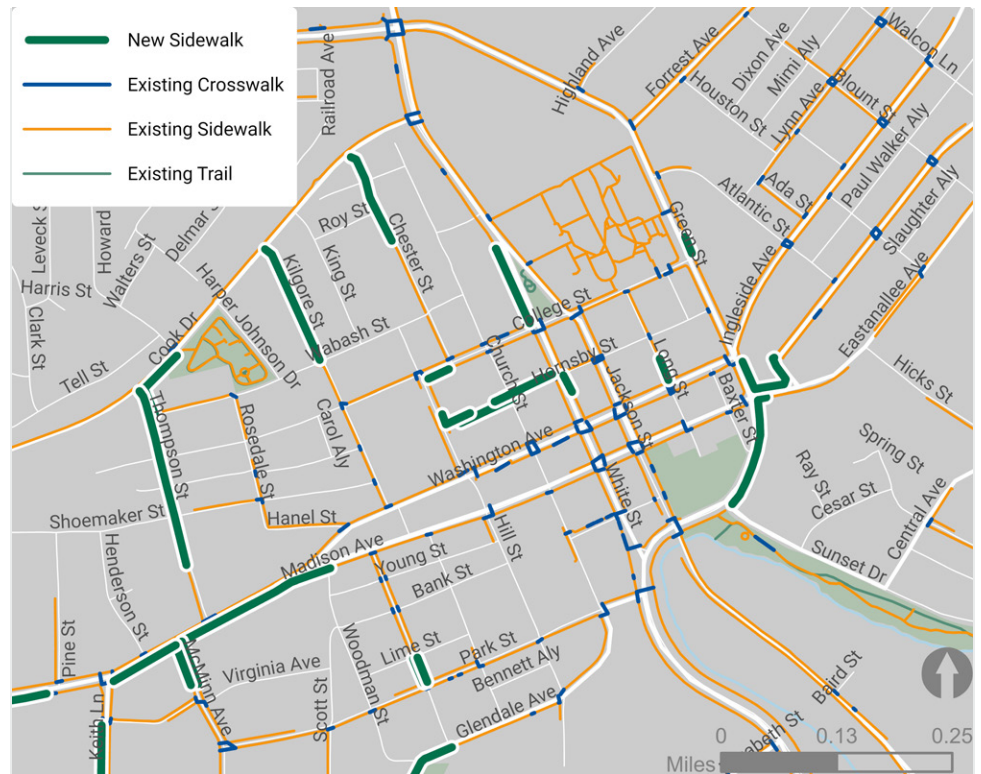 New Sidewalk
Existing Crosswalk
Existing Sidewalk
Existing Trail
Railroad Ave
Highland Ave
Forrest Ave
Dixon Ave
Mimi Aly
Walcon Ln
Houston St
Lynn Ave
Blount St
Paul Walker Aly
Ada St
Atlantic St
Slaughter Aly
Leveck S
Howard
Walters St
Delmar S
Roy St
Chester St
Green St
Harris St
Clark St
Harper Johnson Dr
Kilgore St
King St
Ingleside Ave
Eastanallee Ave
Cook Dr
Wabash St
College St
Tell St
Church St
Hornsby St
Jackson St
Long St
Baxter St
Hicks St
Thompson St
Rosedale St
Carol Aly
Washington Ave
Spring St
Ray St
Cesar St
Central Ave
Shoemaker St
Hanel St
White St
Hill St
Henderson St
Madison Ave
Young St
Bank St
Sunset Dr
Pine St
McMinn Ave
Virginia Ave
Woodman St
Lime St
Park St
Bennett Aly
Baird St
Keith Ln
Scott St
Glendale Ave
abeth St
0 0.13 0.25
Miles